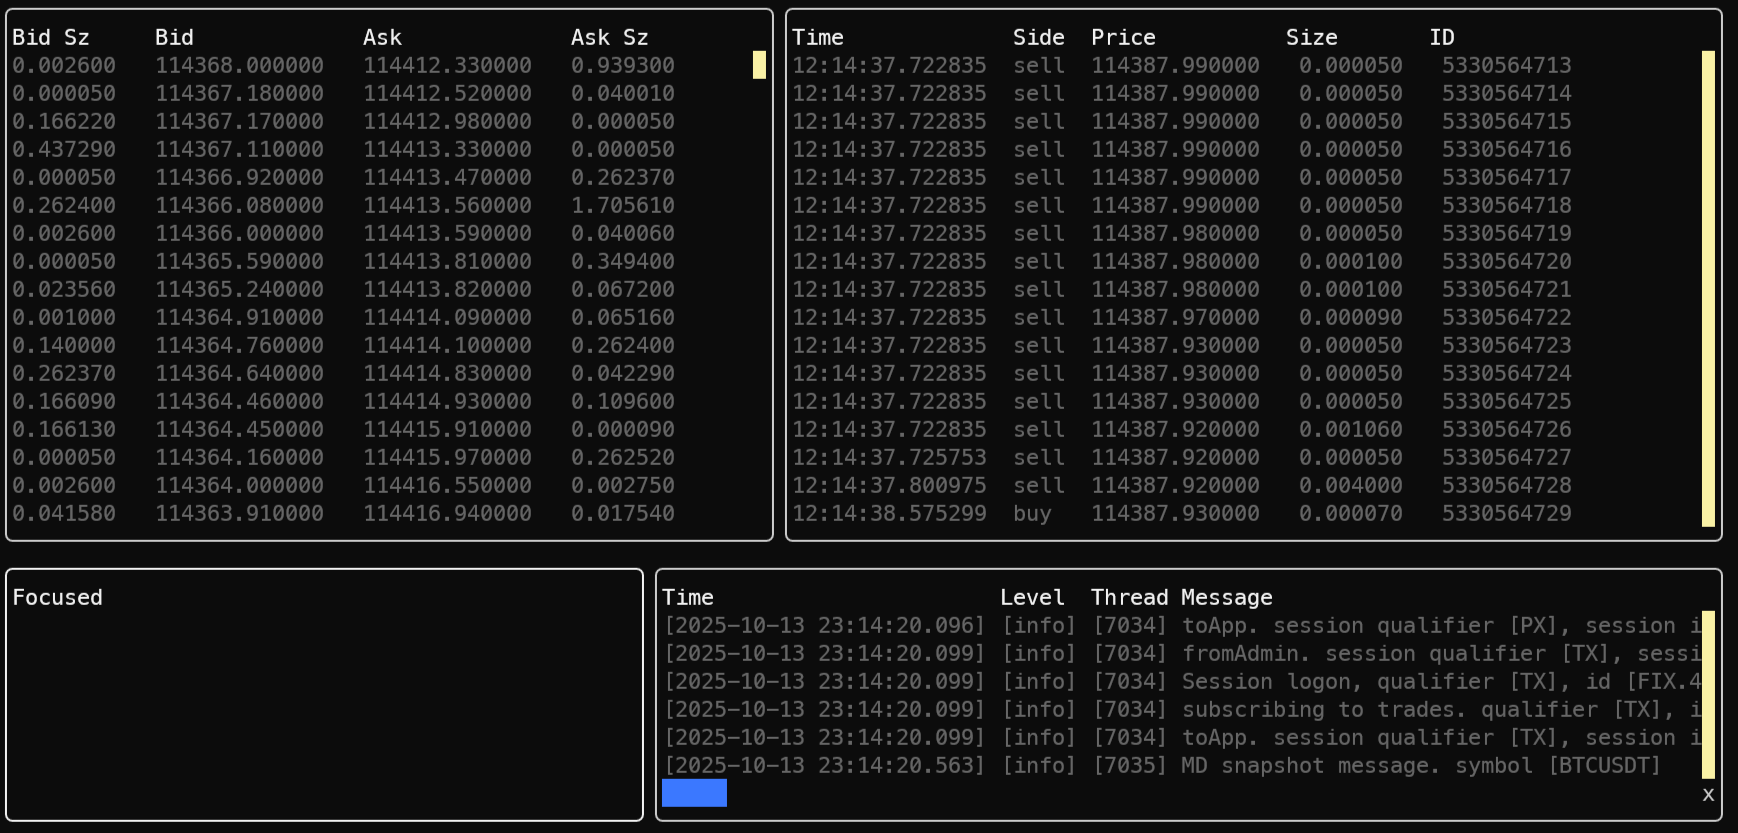 Bid Sz Bid Ask Ask Sz
0.002600 114368.000000 114412.330000 0.939300
0.000050 114367.180000 114412.520000 0.040010
0.166220 114367.170000 114412.980000 0.000050
0.437290 114367.110000 114413.330000 0.000050
0.000050 114366.920000 114413.470000 0.262370
0.262400 114366.080000 114413.560000 1.705610
0.002600 114366.000000 114413.590000 0.040060
0.000050 114365.590000 114413.810000 0.349400
0.023560 114365.240000 114413.820000 0.067200
0.001000 114364.910000 114414.090000 0.065160
0.140000 114364.760000 114414.100000 0.262400
0.262370 114364.640000 114414.830000 0.042290
0.166090 114364.460000 114414.930000 0.109600
0.166130 114364.450000 114415.910000 0.000090
0.000050 114364.160000 114415.970000 0.262520
0.002600 114364.000000 114416.550000 0.002750
0.041580 114363.910000 114416.940000 0.017540
Time Side Price Size ID
12:14:37.722835 sell 114387.990000 0.000050 5330564713
12:14:37.722835 sell 114387.990000 0.000050 5330564714
12:14:37.722835 sell 114387.990000 0.000050 5330564715
12:14:37.722835 sell 114387.990000 0.000050 5330564716
12:14:37.722835 sell 114387.990000 0.000050 5330564717
12:14:37.722835 sell 114387.990000 0.000050 5330564718
12:14:37.722835 sell 114387.980000 0.000050 5330564719
12:14:37.722835 sell 114387.980000 0.000100 5330564720
12:14:37.722835 sell 114387.980000 0.000100 5330564721
12:14:37.722835 sell 114387.970000 0.000090 5330564722
12:14:37.722835 sell 114387.930000 0.000050 5330564723
12:14:37.722835 sell 114387.930000 0.000050 5330564724
12:14:37.722835 sell 114387.930000 0.000050 5330564725
12:14:37.722835 sell 114387.920000 0.001060 5330564726
12:14:37.725753 sell 114387.920000 0.000050 5330564727
12:14:37.800975 sell 114387.920000 0.004000 5330564728
12:14:38.575299 buy 114387.930000 0.000070 5330564729
Focused
Time Level Thread Message
[2025-10-13 23:14:20.096] [info] [7034] toApp. session qualifier [PX], session i
[2025-10-13 23:14:20.099] [info] [7034] fromAdmin. session qualifier [TX], sessi
[2025-10-13 23:14:20.099] [info] [7034] Session logon, qualifier [TX], id [FIX.4
[2025-10-13 23:14:20.099] [info] [7034] subscribing to trades. qualifier [TX], i
[2025-10-13 23:14:20.099] [info] [7034] toApp. session qualifier [TX], session i
[2025-10-13 23:14:20.563] [info] [7035] MD snapshot message. symbol [BTCUSDT]
x